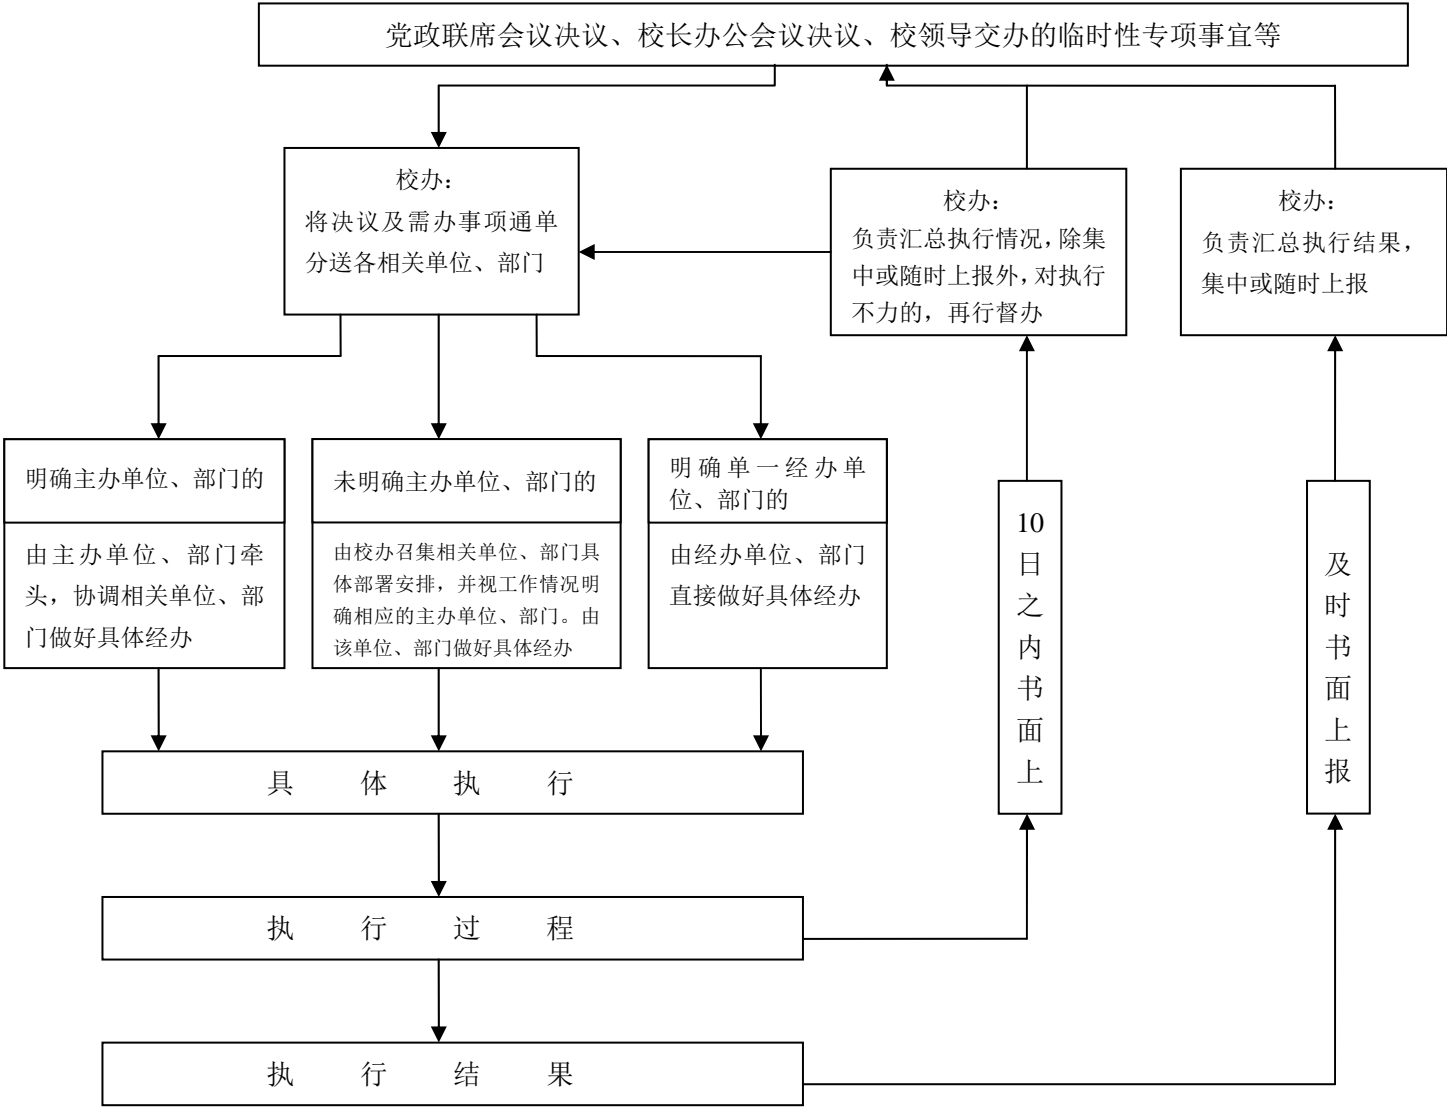 党政联席会议决议、校长办公会议决议、校领导交办的临时性专项事宜等
校办：
将决议及需办事项通单
分送各相关单位、部门
校办：
负责汇总执行情况，除集
中或随时上报外，对执行
不力的，再行督办
校办：
负责汇总执行结果，
集中或随时上报
明确主办单位、部门的
由主办单位、部门牵
头，协调相关单位、部
门做好具体经办
未明确主办单位、部门的
由校办召集相关单位、部门具
体部署安排，并视工作情况明
确相应的主办单位、部门。由
该单位、部门做好具体经办
明确单一经办单
位、部门的
由经办单位、部门
直接做好具体经办
10
日
之
内
书
面
上
及
时
书
面
上
报
具 体 执 行
执 行 过 程
执 行 结 果